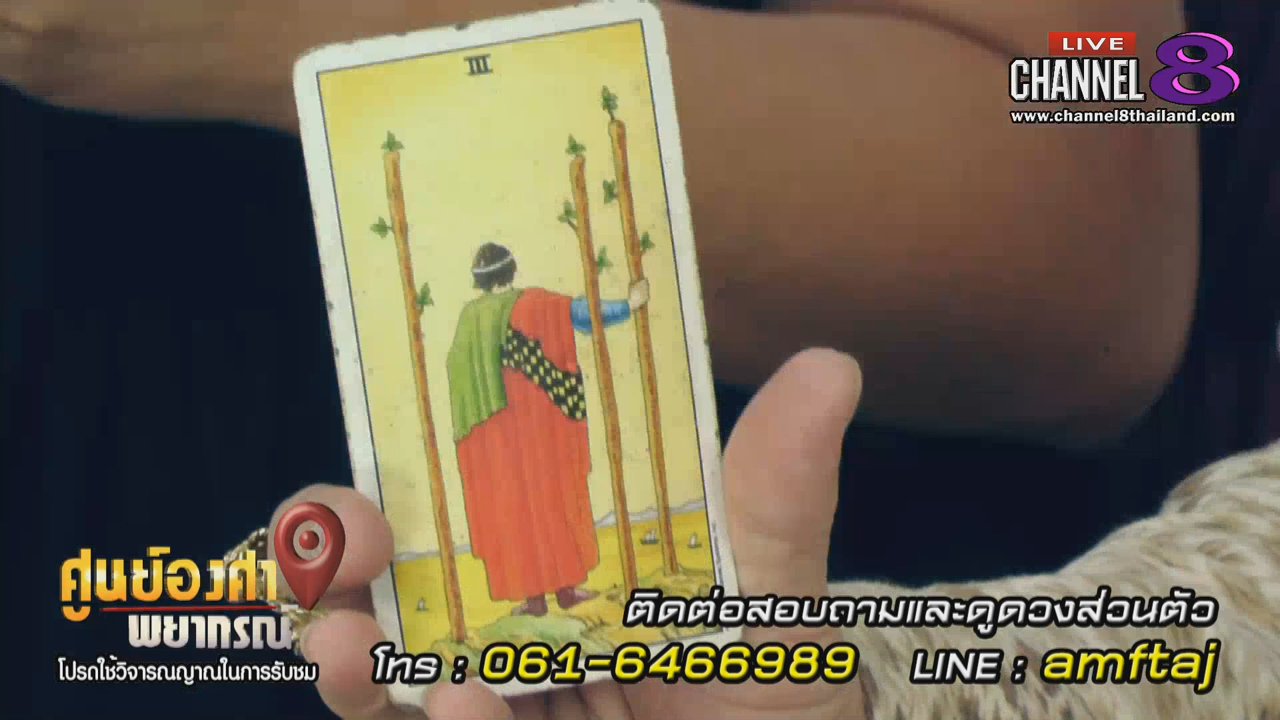 III
LIVE
CHANNEL 8
www.channel8thailand.com
ศูนย์องศา
พยากรณ์
โปรดใช้วิจารณญาณในการรับชม
ติดต่อสอบถามและดูดวงส่วนตัว
โทร : 061-6466989 LINE : amftaj